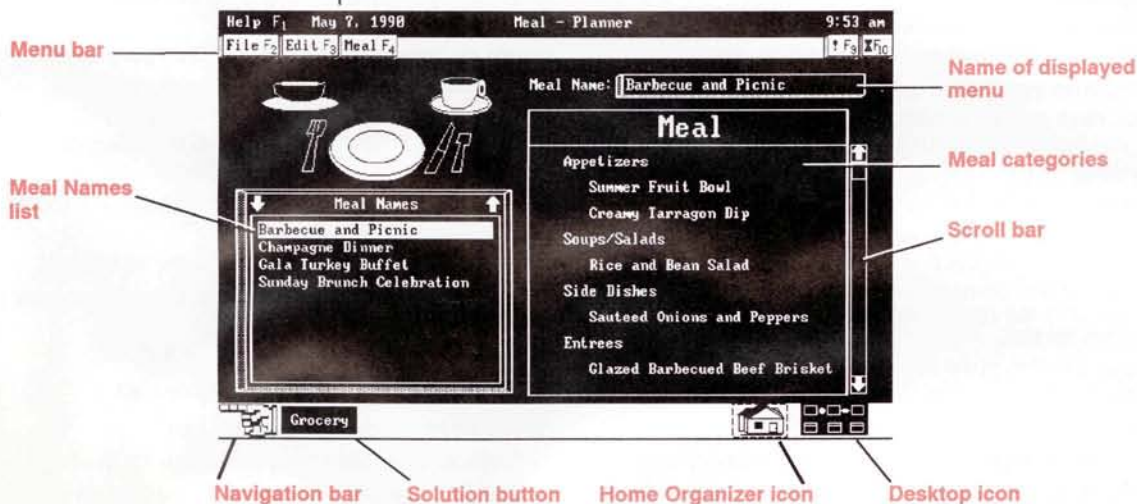 Help F1 May 7, 1990 Meal - Planner 9:53 am
File F2 Edit F3 Meal F4 ! F9 F10
Menu bar
Meal Name: Barbecue and Picnic
Name of displayed
menu
Meal
Appetizers
Meal categories
Summer Fruit Bowl
Creamy Tarragon Dip
Soups/Salads
Rice and Bean Salad
Side Dishes
Sauteed Onions and Peppers
Entrees
Glazed Barbecued Beef Brisket
Scroll bar
Meal Names
list
Meal Names
Barbecue and Picnic
Champagne Dinner
Gala Turkey Buffet
Sunday Brunch Celebration
Grocery
Navigation bar Solution button Home Organizer icon Desktop icon